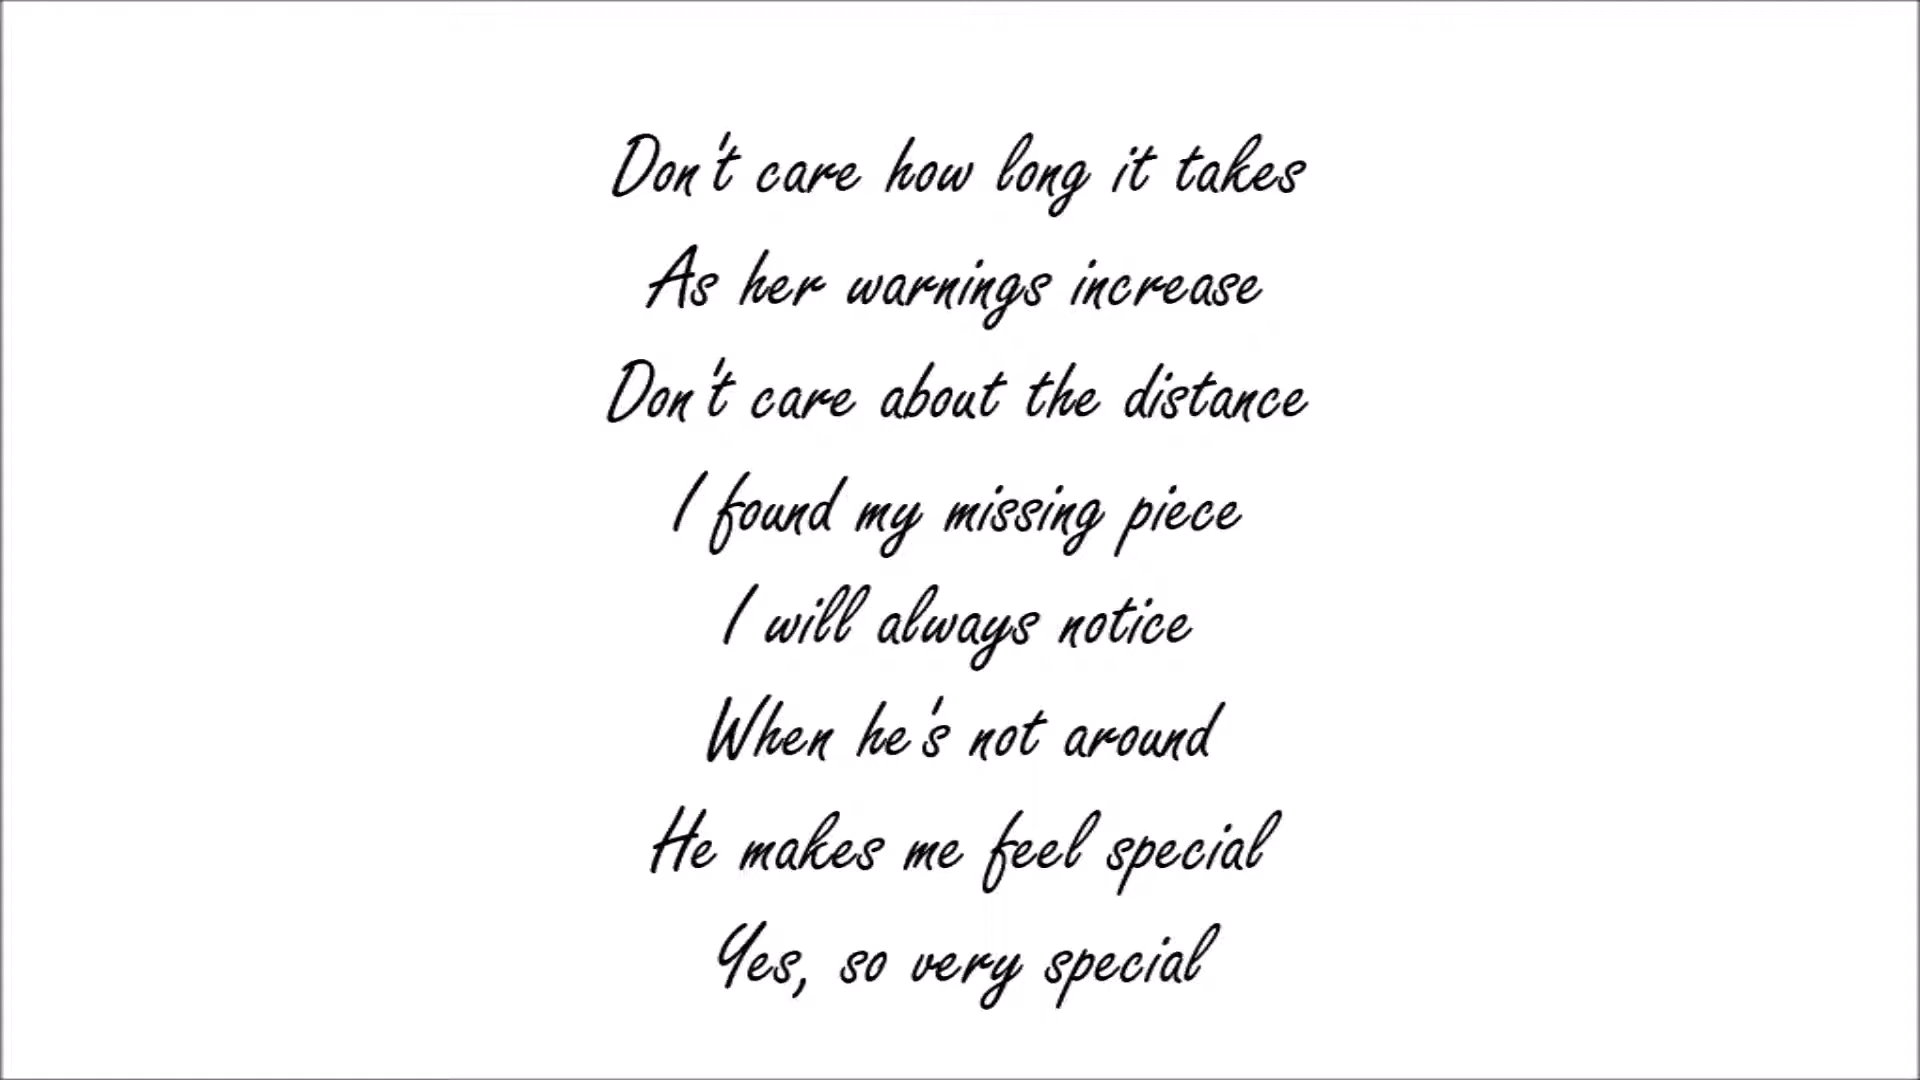 Don't care how long it takes
As her warnings increase
Don't care about the distance
I found my missing piece
I will always notice
When he's not around
He makes me feel special
Yes, so very special